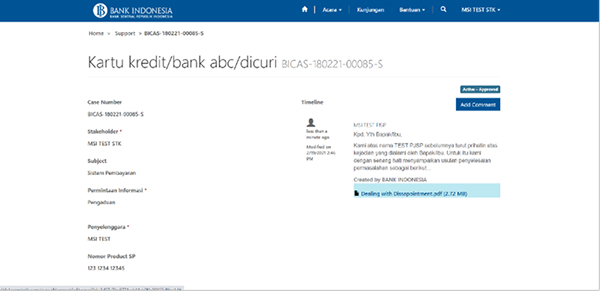 BANK INDONESIA
BANK SENTRAL REPUBLIK INDONESIA
Acara
Kunjungan
Bantuan
MSI TEST STK
Home > Support > BICAS-180221-00085-S
Kartu kredit/bank abc/dicuri BICAS-180221-00085-S
Active - Approved
Case Number
BICAS-180221-00085-S
Stakeholder *
MSI TEST STK
Subject
Sistem Pembayaran
Permintaan Informasi *
Pengaduan
Penyelenggara *
MSI TEST
Nomor Product SP
123 1234 12345
Timeline
Add Comment
less than a
minute ago
Modified on
2:46
PM
MSI TEST PJSP
Kpd. Yth Bapak/Ibu,
Kami atas nama TEST PJSP sebelumnya turut prihatin atas
kejadian yang dialami oleh Bapak/Ibu. Untuk itu kami
dengan senang hati menyampaikan usulan penyelesaian
permasalahan sebagai berikut...
Created by BANK INDONESIA
Dealing with Dissapointment.pdf (2.72 MB)